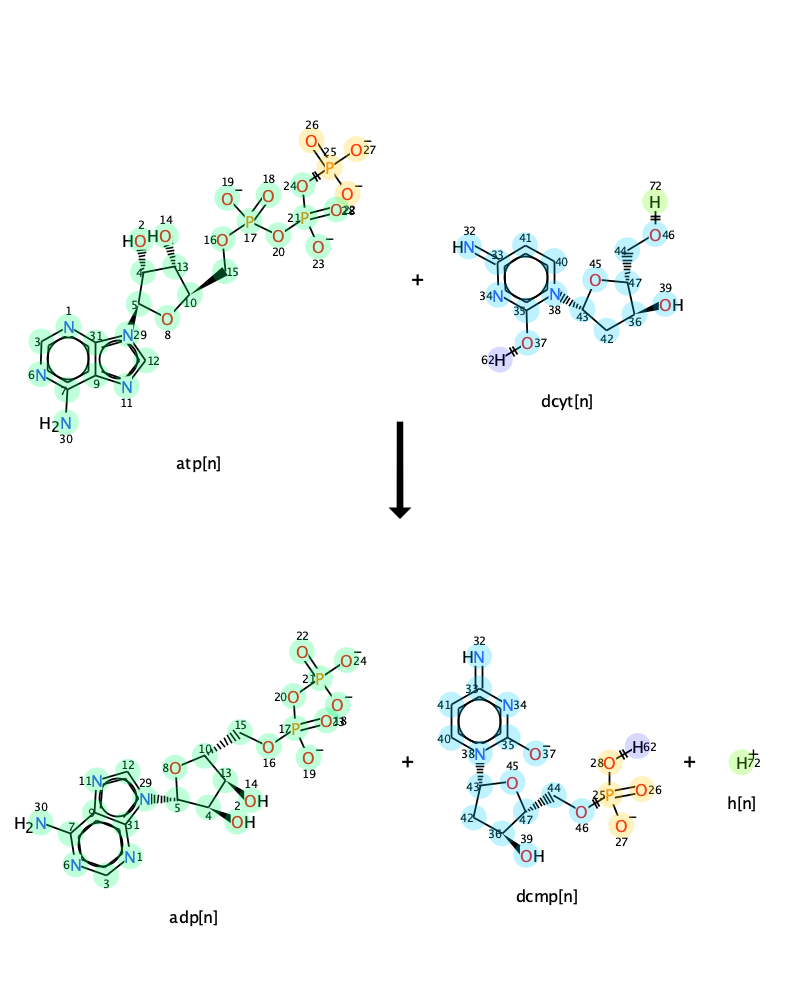 26
O 25 O− 27
19 18 P
O− O 24 O O−
2 14 16 17 P 21 P O 28
HO HO O O 20 O− 23
4 13 15
5 10
1 O 8
N 31 N 29
3 12
6 N 9 N 11
7
H2N 30
atp[n]
+
72
H
32 41 44 O 46
HN 33 40 45 O 47 39
34 N N 38 43 36 OH
35 42
62 H O 37
dcyt[n]
22
O 21 P O− 24
20 O O−
15 17 P O
10 O 16 O− 19
12 8 O 13 14
11 N 29 N 5 4 2 OH
30 9 31 OH
H2N 7
6 N N 1
3
adp[n]
+
32
HN
33
41 N 34
40 35 O− 37
38 N 28 O H 62
43 45 O 44 25 P O 26
42 47 O 46 O− 27
36 39
OH
dcmp[n]
+
H+ 72
h[n]